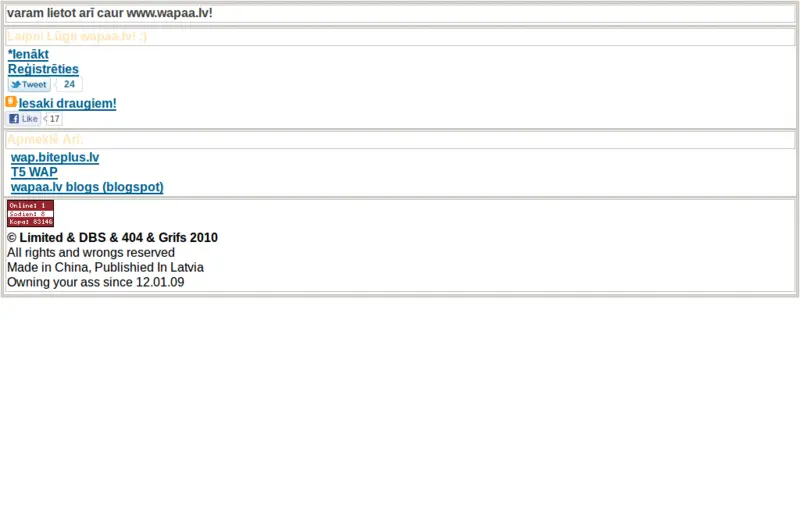 varam lietot arī caur www.wapaa.lv!
Laipni Lūgti wapaa.lv! :)
*Ienākt
Reģistrēties
Tweet 24
Iesaki draugiem!
Like 17
Apmeklē Arī:
wap.biteplus.lv
T5 WAP
wapaa.lv blogs (blogspot)
Online: 1
Sodien: 8
Kopa: 83146
© Limited & DBS & 404 & Grifs 2010
All rights and wrongs reserved
Made in China, Publishied In Latvia
Owning your ass since 12.01.09